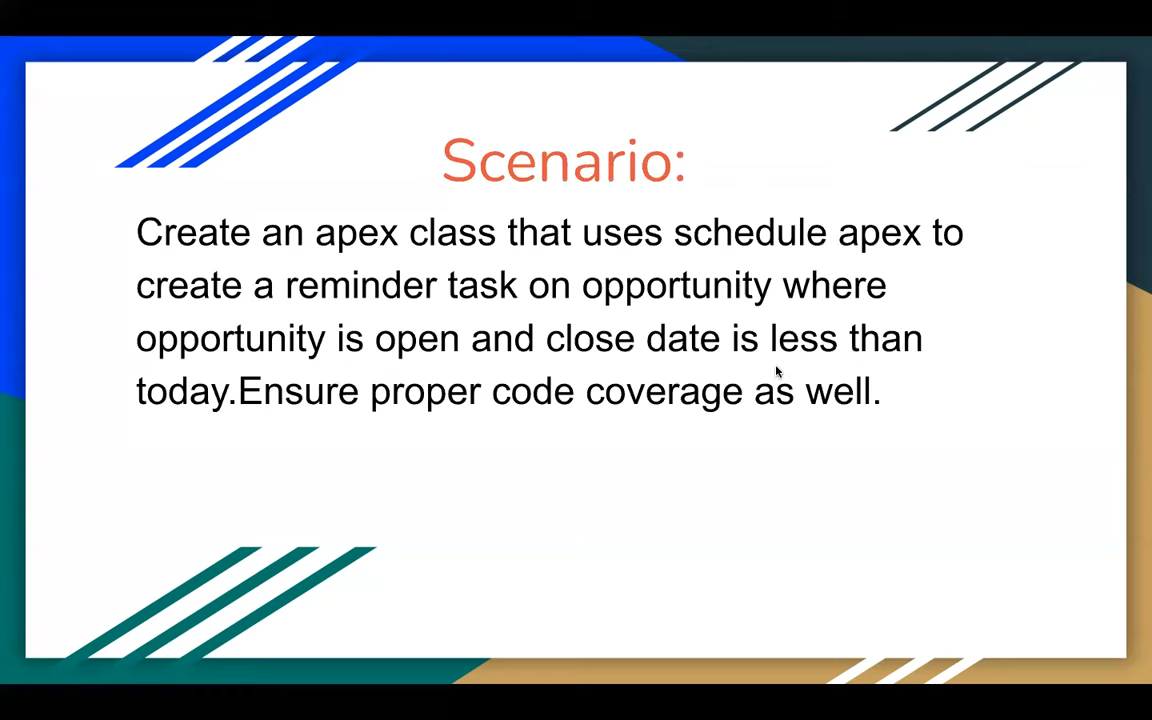 Scenario:
Create an apex class that uses schedule apex to
create a reminder task on opportunity where
opportunity is open and close date is less than
today.Ensure proper code coverage as well.